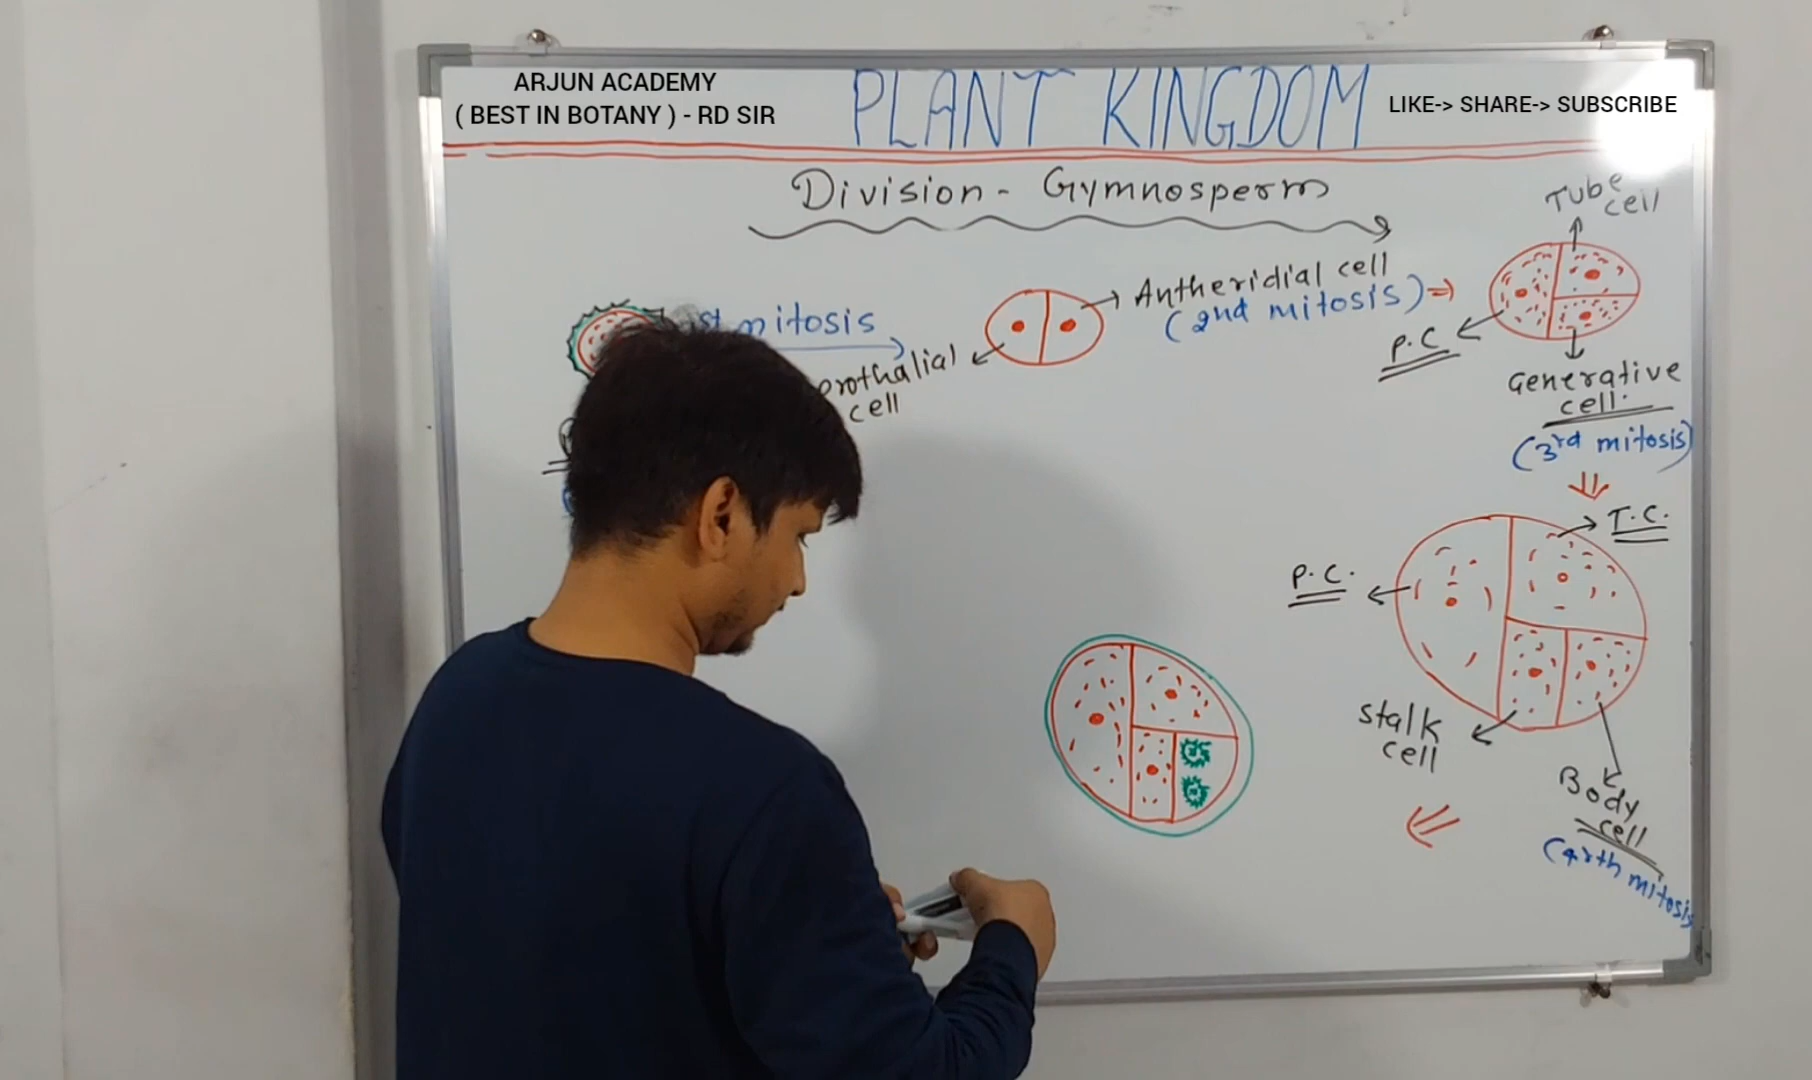 ARJUN ACADEMY
( BEST IN BOTANY ) - RD SIR
PLANT KINGDOM
LIKE-> SHARE-> SUBSCRIBE
Division - Gymnosperm
Tube
cell
mitosis
Antheridial cell
(2nd mitosis)
P.C
Generative
cell.
(3rd mitosis)
cell
T.C.
P.C.
Stalk
cell
Body
cell
mitosis